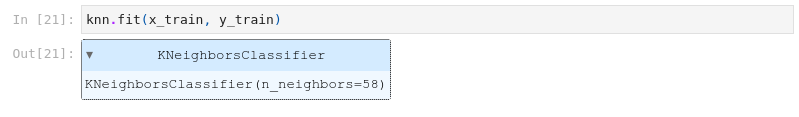 In [21]: knn.fit(x_train, y_train)
Out[21]: ▼ KNeighborsClassifier
KNeighborsClassifier(n_neighbors=58)